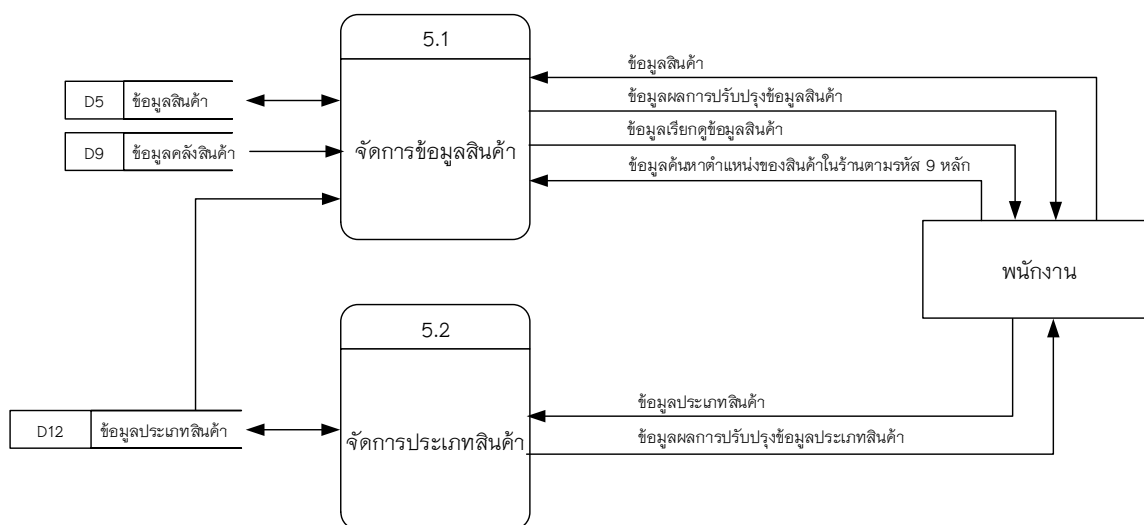 5.1
จัดการข้อมูลสินค้า
D5 ข้อมูลสินค้า
D9 ข้อมูลคลังสินค้า
ข้อมูลสินค้า
ข้อมูลผลการปรับปรุงข้อมูลสินค้า
ข้อมูลเรียกดูข้อมูลสินค้า
ข้อมูลค้นหาตำแหน่งของสินค้าในร้านตามรหัส 9 หลัก
พนักงาน
5.2
จัดการประเภทสินค้า
D12 ข้อมูลประเภทสินค้า
ข้อมูลประเภทสินค้า
ข้อมูลผลการปรับปรุงข้อมูลประเภทสินค้า